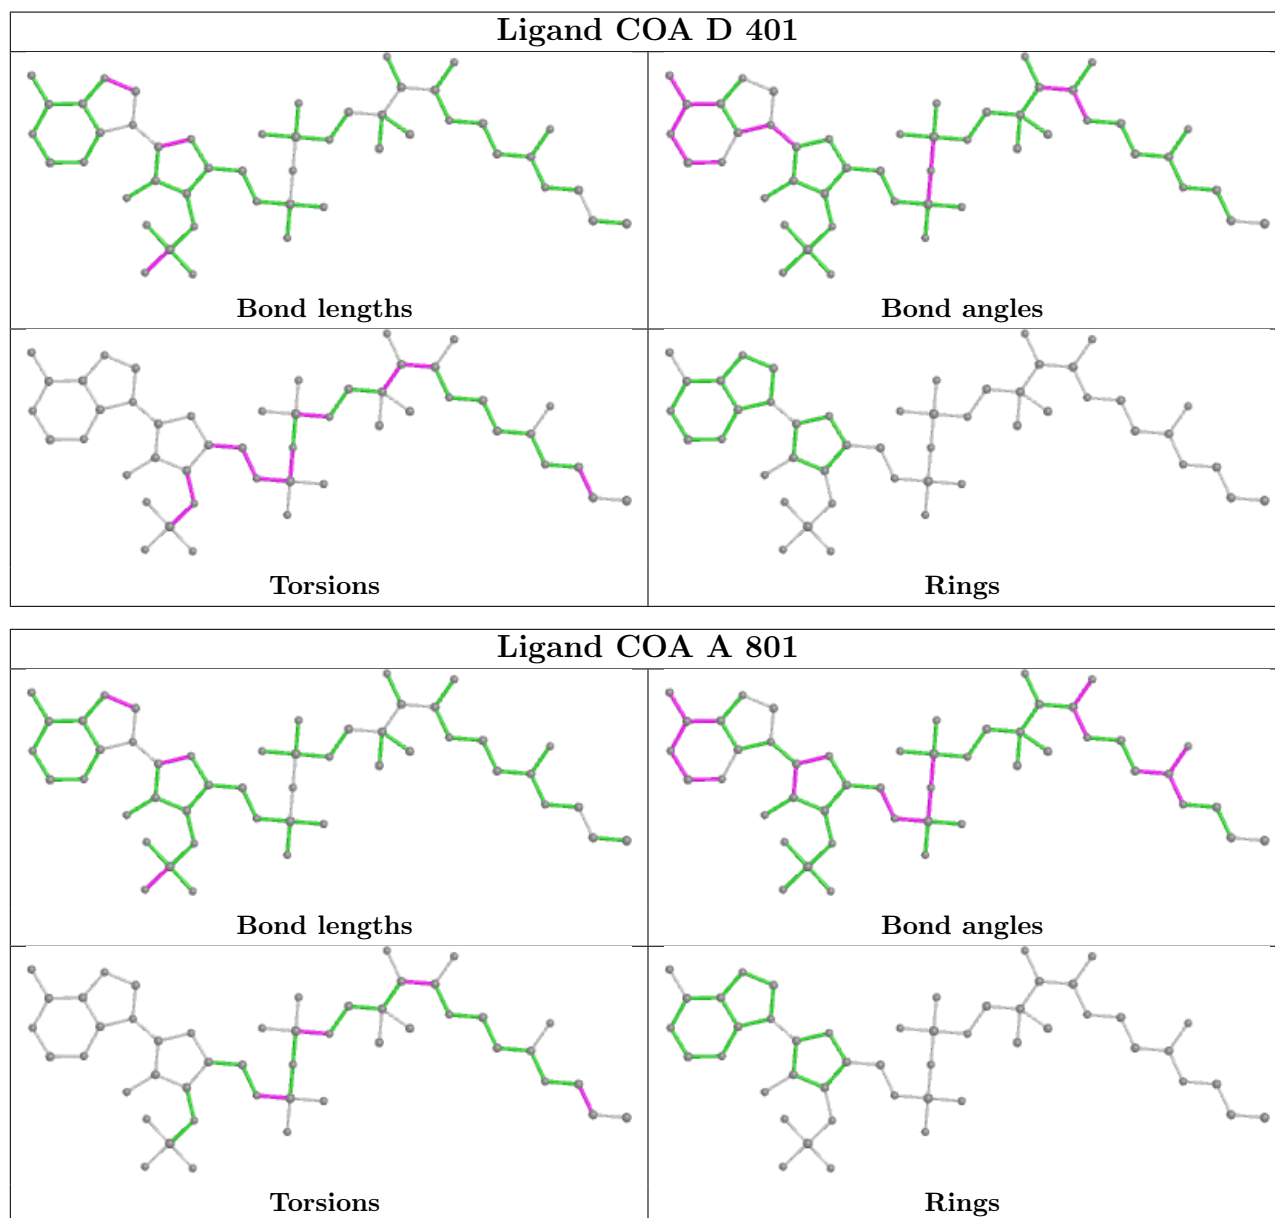 Ligand COA D 401
Bond lengths
Bond angles
Torsions
Rings
Ligand COA A 801
Bond lengths
Bond angles
Torsions
Rings